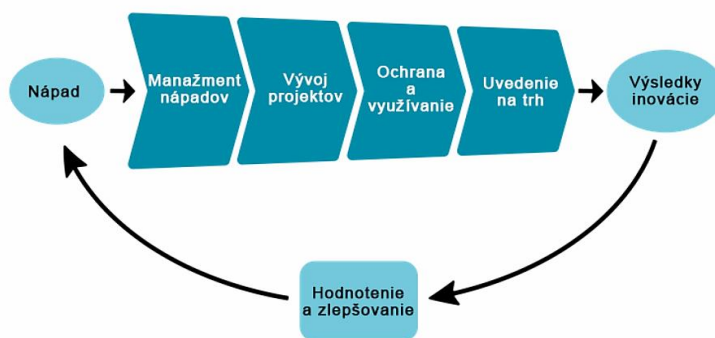 Nápad
Manažment
nápadov
Vývoj
projektov
Ochrana
a
využívanie
Uvedenie
na trh
Výsledky
inovácie
Hodnotenie
a zlepšovanie